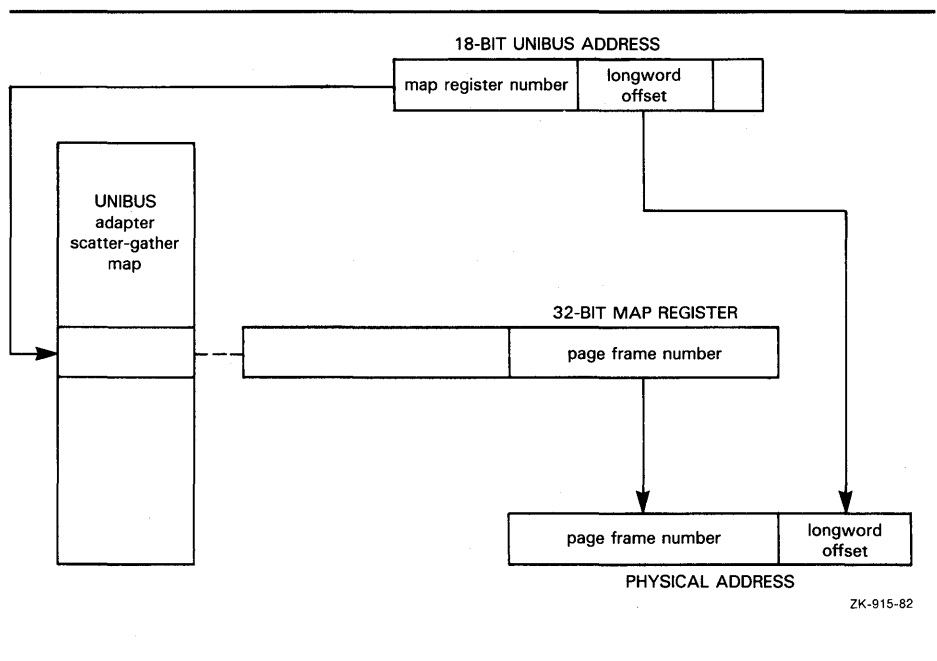 18-BIT UNIBUS ADDRESS
map register number
longword
offset
UNIBUS
adapter
scatter-gather
map
32-BIT MAP REGISTER
page frame number
page frame number
longword
offset
PHYSICAL ADDRESS
ZK-915-82